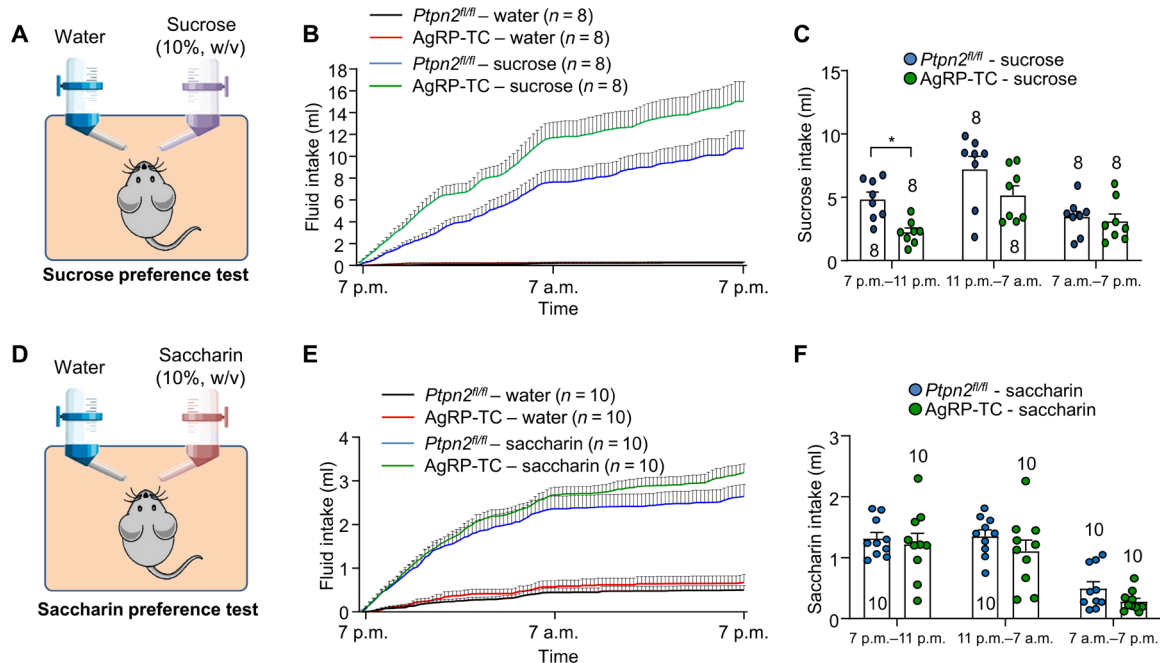 A
Water
Sucrose
(10%, w/v)
Sucrose preference test
B
Ptpn2fl/fl – water (n = 8)
AgRP-TC – water (n = 8)
Ptpn2fl/fl – sucrose (n = 8)
AgRP-TC – sucrose (n = 8)
Fluid intake (ml)
18
16
14
12
10
8
6
4
2
0
7 p.m.
7 a.m.
7 p.m.
Time
C
Ptpn2fl/fl - sucrose
AgRP-TC - sucrose
Sucrose intake (ml)
15
10
5
0
*
8
8
8
8
8
8
7 p.m.–11 p.m.
11 p.m.–7 a.m.
7 a.m.–7 p.m.
D
Water
Saccharin
(10%, w/v)
Saccharin preference test
E
Ptpn2fl/fl – water (n = 10)
AgRP-TC – water (n = 10)
Ptpn2fl/fl – saccharin (n = 10)
AgRP-TC – saccharin (n = 10)
Fluid intake (ml)
4
3
2
1
0
7 p.m.
7 a.m.
7 p.m.
Time
F
Ptpn2fl/fl - saccharin
AgRP-TC - saccharin
Saccharin intake (ml)
3
2
1
0
10
10
10
10
10
10
7 p.m.–11 p.m.
11 p.m.–7 a.m.
7 a.m.–7 p.m.